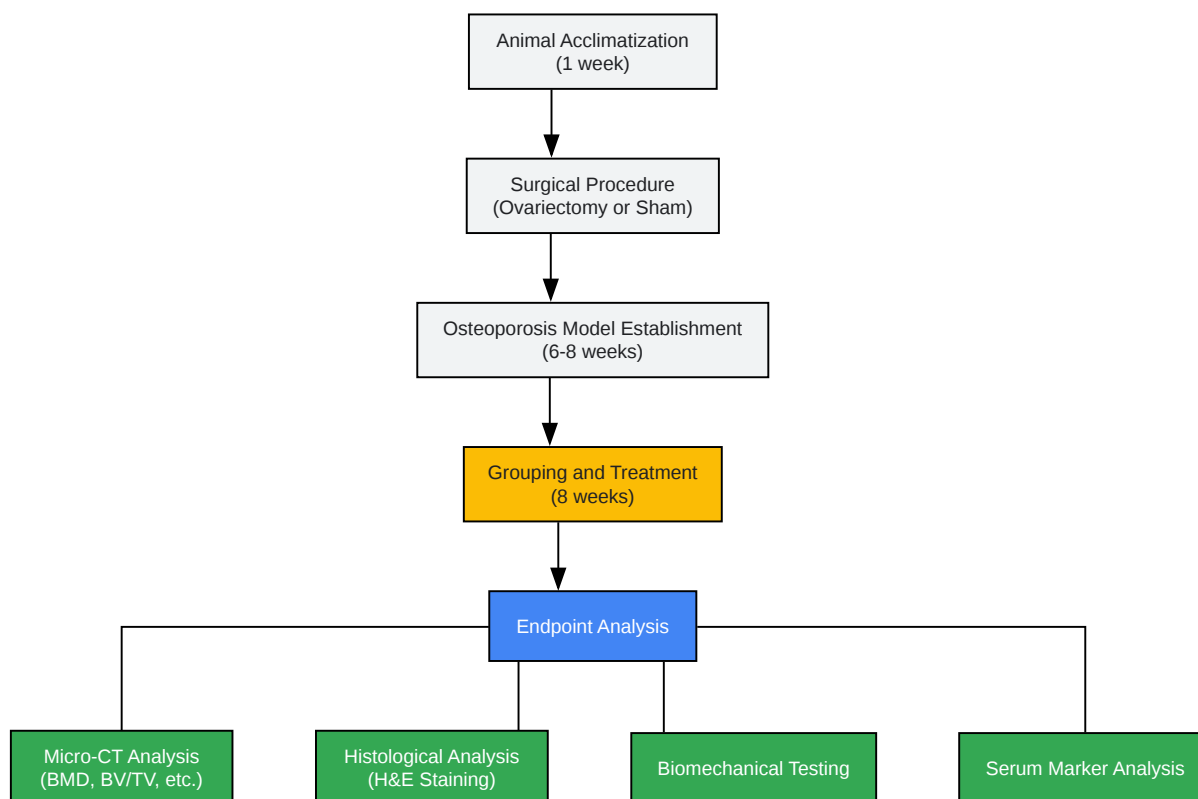 Animal Acclimatization
(1 week)
Surgical Procedure
(Ovariectomy or Sham)
Osteoporosis Model Establishment
(6-8 weeks)
Grouping and Treatment
(8 weeks)
Endpoint Analysis
Micro-CT Analysis
(BMD, BV/TV, etc.)
Histological Analysis
(H&E Staining)
Biomechanical Testing
Serum Marker Analysis